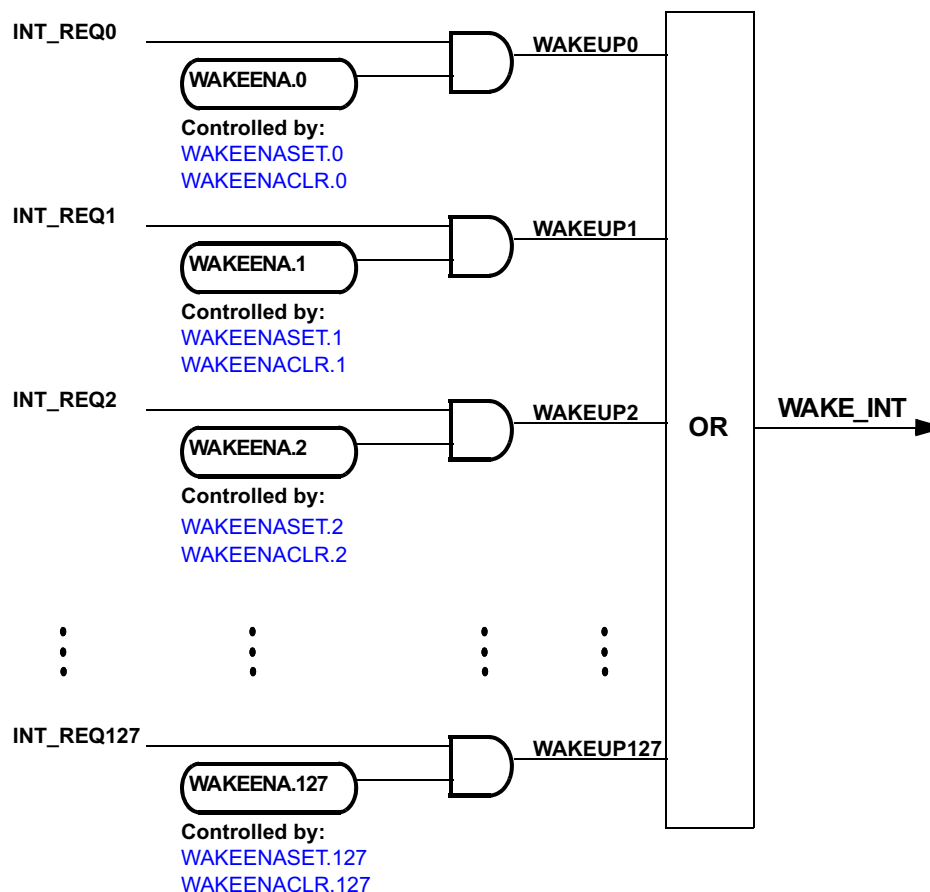 INT_REQ0
WAKEUP0
WAKEENA.0
Controlled by:
WAKEENASET.0
WAKEENACLR.0
INT_REQ1
WAKEUP1
WAKEENA.1
Controlled by:
WAKEENASET.1
WAKEENACLR.1
INT_REQ2
WAKEUP2
WAKEENA.2
Controlled by:
WAKEENASET.2
WAKEENACLR.2
OR
WAKE_INT
INT_REQ127
WAKEUP127
WAKEENA.127
Controlled by:
WAKEENASET.127
WAKEENACLR.127